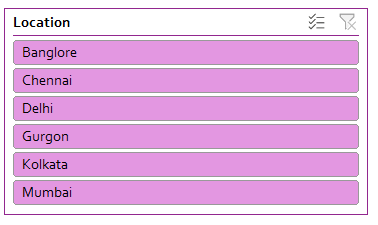 Location
Banglore
Chennai
Delhi
Gurgon
Kolkata
Mumbai